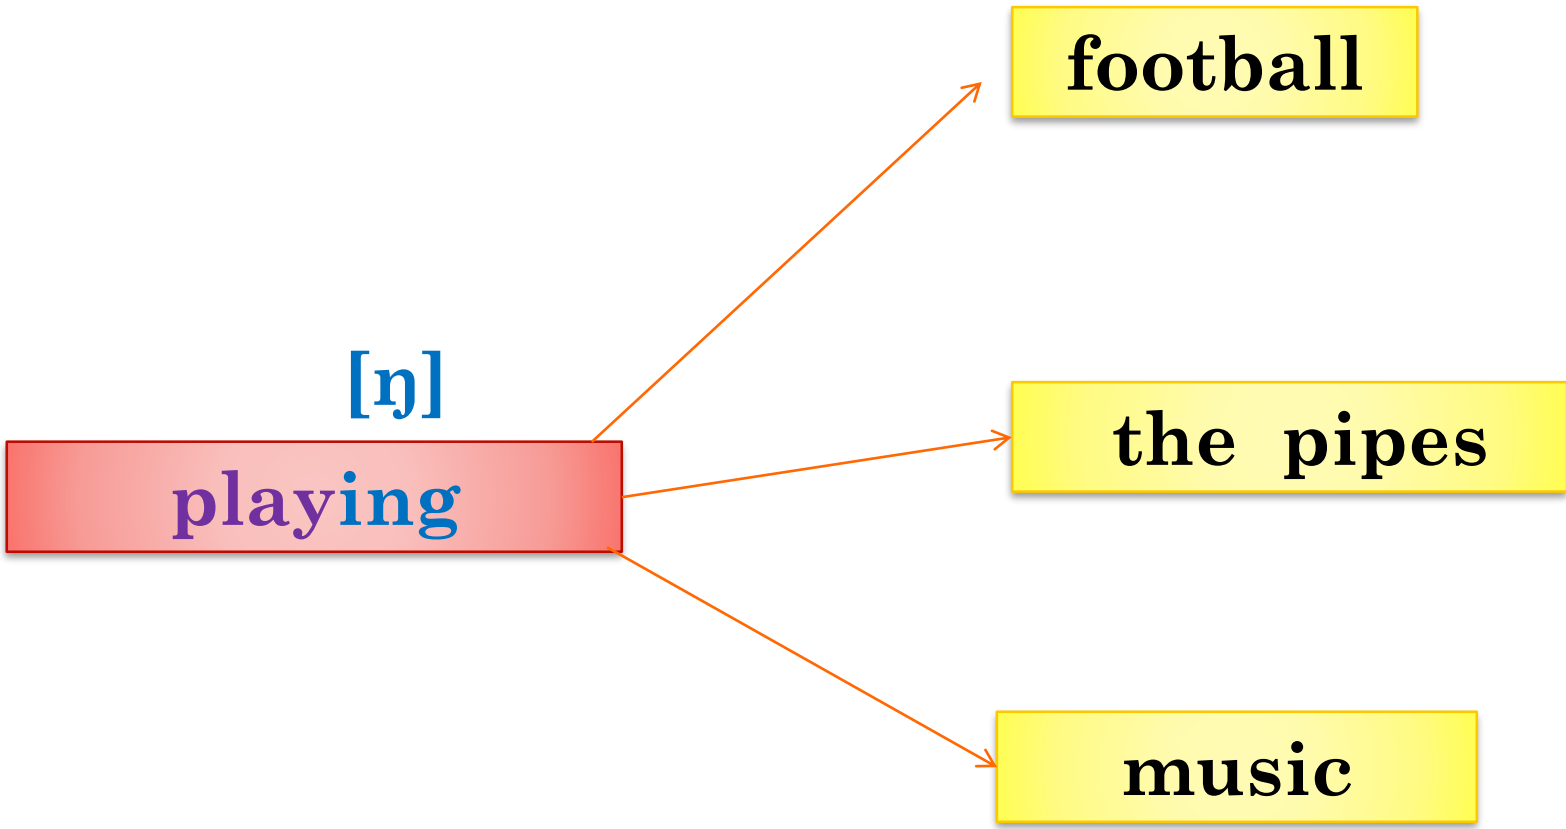 football
[ŋ]
the pipes
playing
music